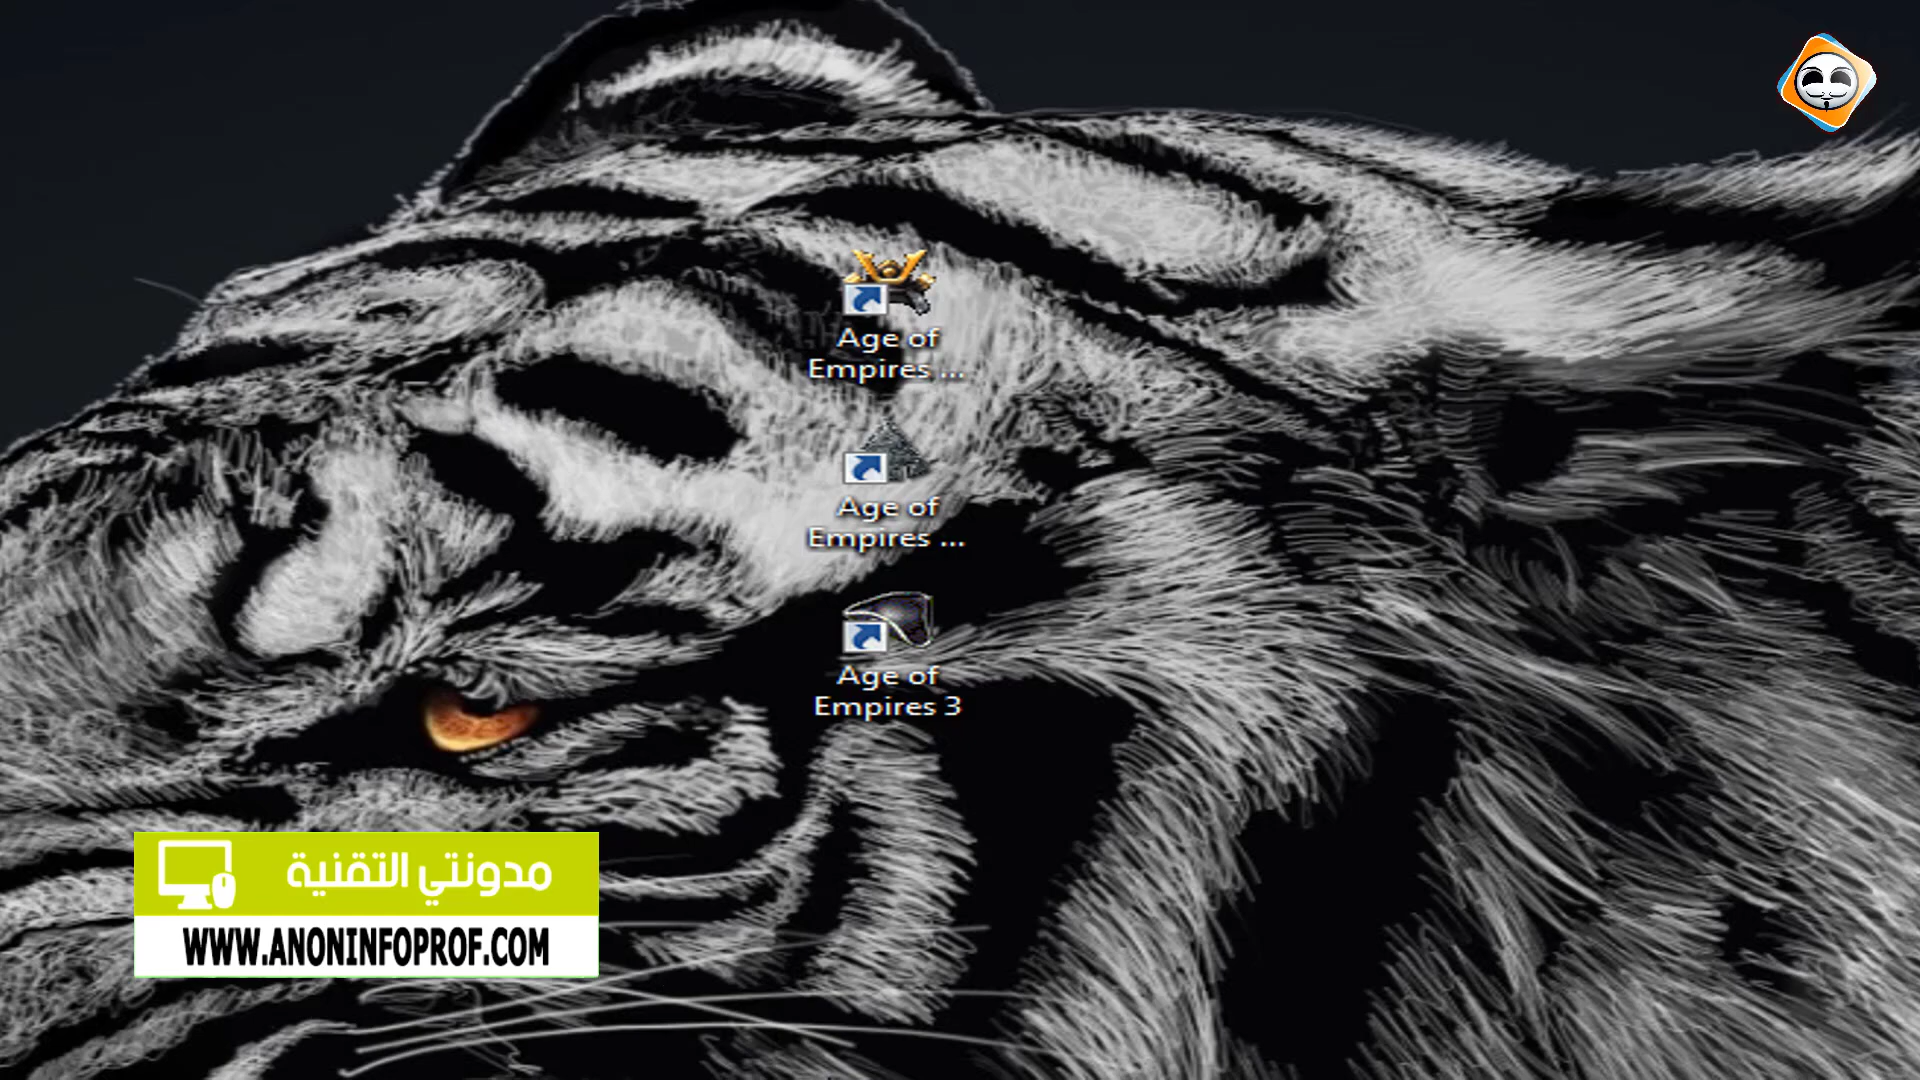 Age of
Empires ...
Age of
Empires ...
Age of
Empires 3
مدونتي التقنية
WWW.ANONINFOPROF.COM